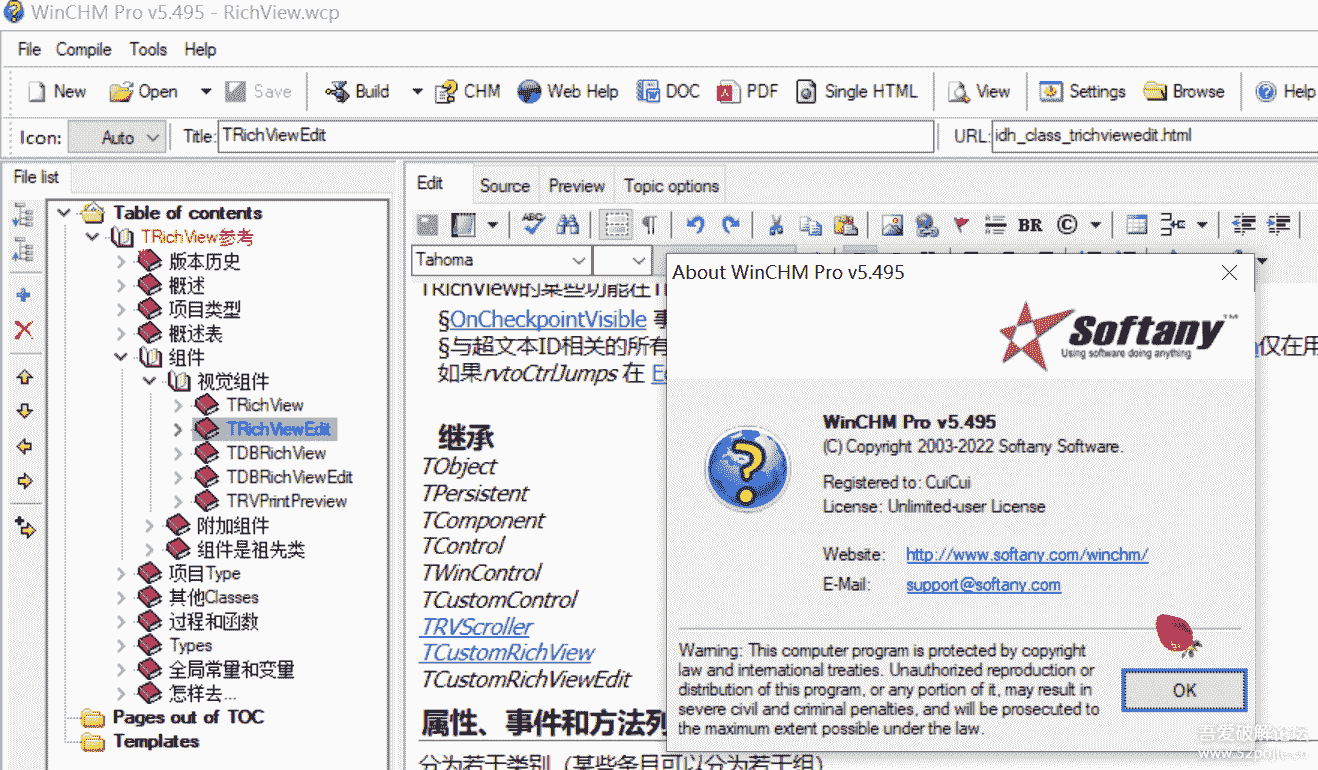 WinCHM Pro v5.495 - RichView.wcp
File Compile Tools Help
New Open Save Build CHM Web Help DOC PDF Single HTML View Settings Browse Help
Icon: Auto Title: TRichViewEdit URL: idh_class_trichviewedit.html
File list
Table of contents
TRichView参考
版本历史
概述
项目类型
概述表
组件
视觉组件
TRichView
TRichViewEdit
TDBRichView
TDBRichViewEdit
TRVPrintPreview
附加组件
组件是祖先类
项目Type
其他Classes
过程和函数
Types
全局常量和变量
怎样去...
Pages out of TOC
Templates
Edit Source Preview Topic options
ABC BR ©
Tahoma
TRichView的某些功能在
§OnCheckpointVisible 事
§与超文本ID相关的所有 仅在用
如果rvtoCtrlJumps 在
继承
TObject
TPersistent
TComponent
TControl
TWinControl
TCustomControl
TRVScroller
TCustomRichView
TCustomRichViewEdit
属性、事件和方法列
分为若干类别（某些条目可以分为若干组）
About WinCHM Pro v5.495
Softany™
Using software doing anything
WinCHM Pro v5.495
(C) Copyright 2003-2022 Softany Software.
Registered to: CuiCui
License: Unlimited-user License
Website: http://www.softany.com/winchm/
E-Mail: support@softany.com
Warning: This computer program is protected by copyright
law and international treaties. Unauthorized reproduction or
distribution of this program, or any portion of it, may result in
severe civil and criminal penalties, and will be prosecuted to
the maximum extent possible under the law.
OK
吾爱破解论坛
www.52pojie.cn